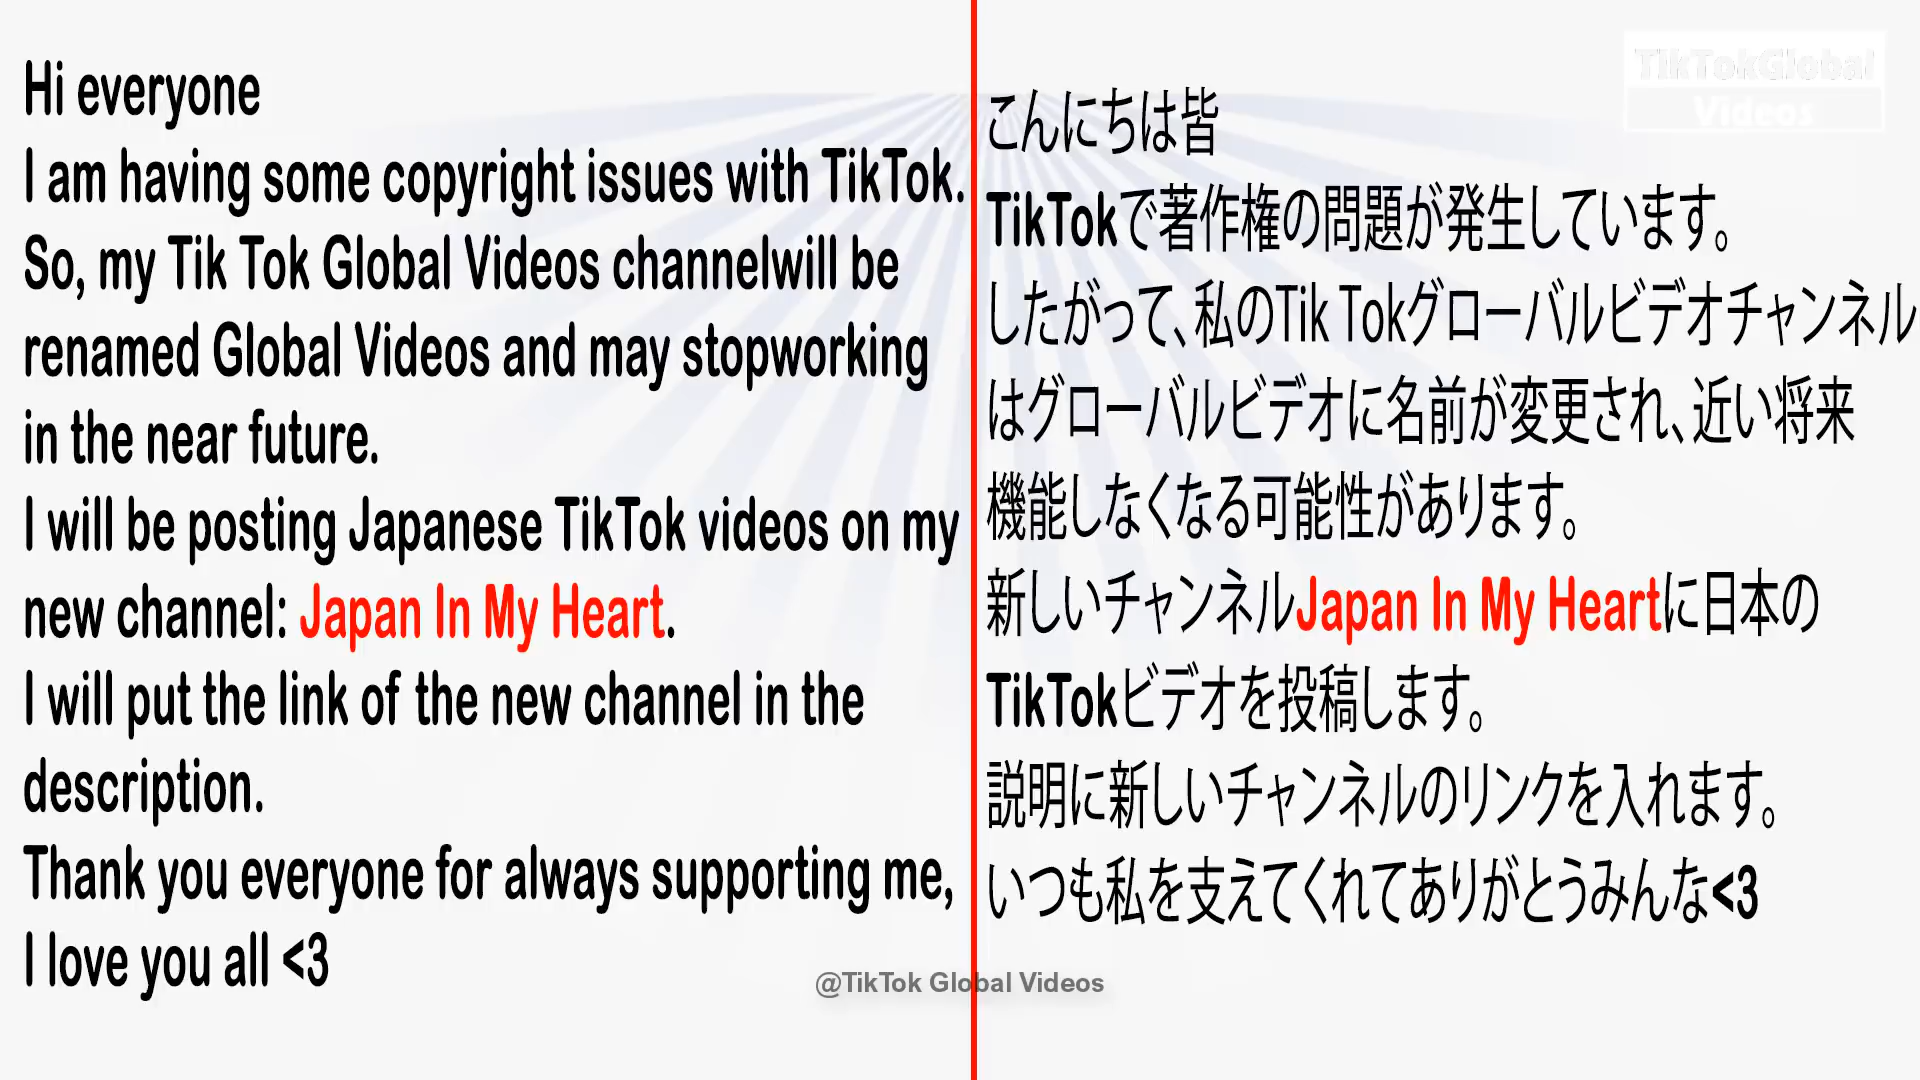 Hi everyone
I am having some copyright issues with TikTok.
So, my Tik Tok Global Videos channelwill be
renamed Global Videos and may stopworking
in the near future.
I will be posting Japanese TikTok videos on my
new channel: Japan In My Heart.
I will put the link of the new channel in the
description.
Thank you everyone for always supporting me,
I love you all <3
こんにちは皆
TikTokで著作権の問題が発生しています。
したがって、私のTik Tokグローバルビデオチャンネル
はグローバルビデオに名前が変更され、近い将来
機能しなくなる可能性があります。
新しいチャンネルJapan In My Heartに日本の
TikTokビデオを投稿します。
説明に新しいチャンネルのリンクを入れます。
いつも私を支えてくれてありがとうみんな<3
TikTokGlobal
Videos
@TikTok Global Videos